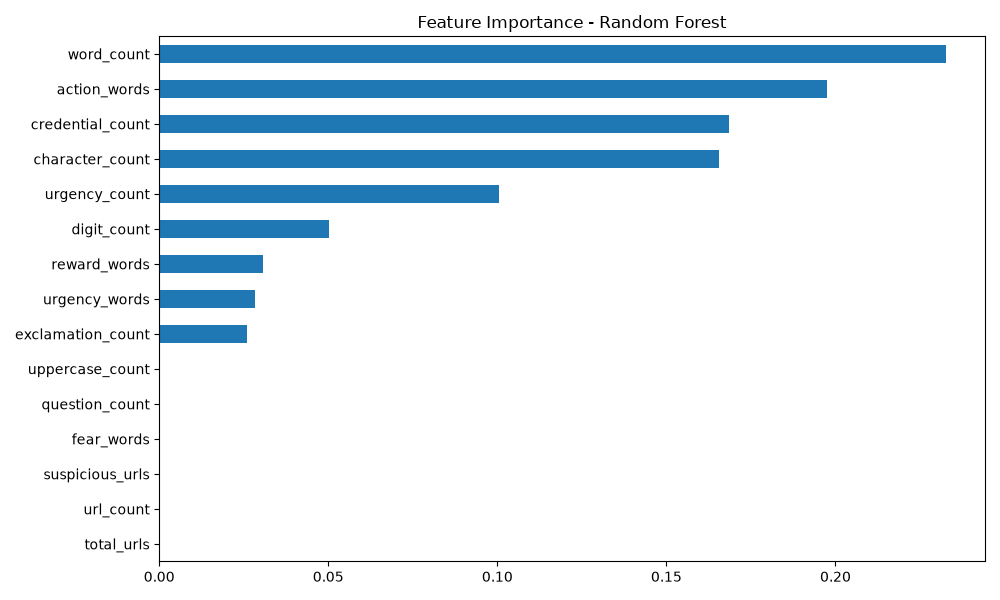 Feature Importance - Random Forest
word_count
action_words
credential_count
character_count
urgency_count
digit_count
reward_words
urgency_words
exclamation_count
uppercase_count
question_count
fear_words
suspicious_urls
url_count
total_urls
0.00 0.05 0.10 0.15 0.20